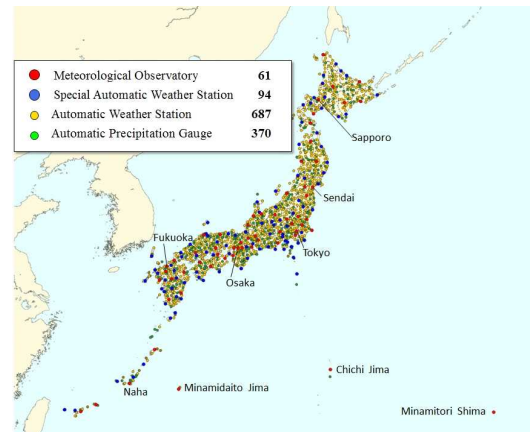 Meteorological Observatory 61
Special Automatic Weather Station 94
Automatic Weather Station 687
Automatic Precipitation Gauge 370
Sapporo
Sendai
Fukuoka
Tokyo
Osaka
Chichi Jima
Naha
Minamidaito Jima
Minamitori Shima